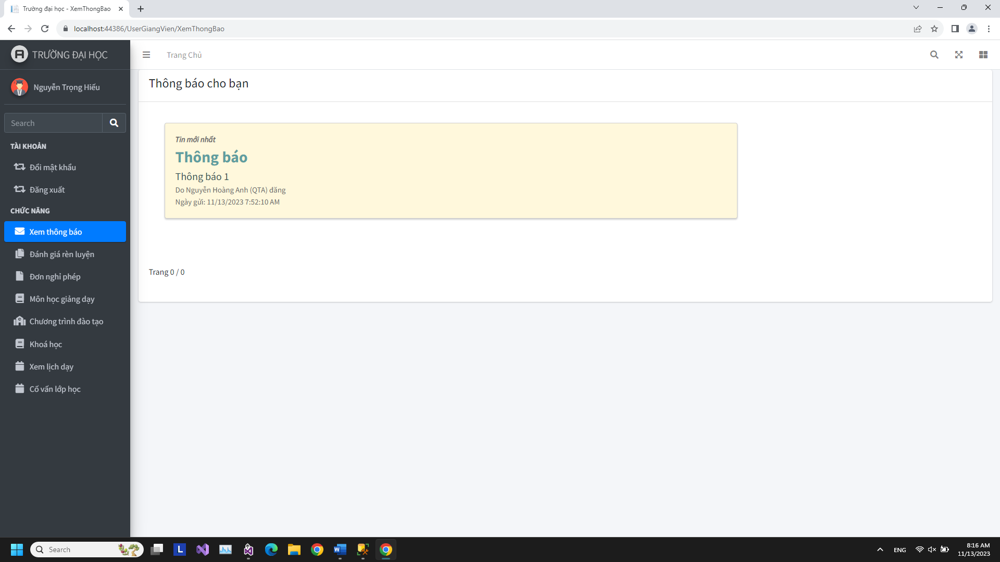 Trường đại học - XemThongBao
localhost:44386/UserGiangVien/XemThongBao
TRƯỜNG ĐẠI HỌC
Trang Chủ
Nguyễn Trọng Hiếu
Search
TÀI KHOẢN
Đổi mật khẩu
Đăng xuất
CHỨC NĂNG
Xem thông báo
Đánh giá rèn luyện
Đơn nghỉ phép
Môn học giảng dạy
Chương trình đào tạo
Khoá học
Xem lịch dạy
Cố vấn lớp học
Thông báo cho bạn
Tin mới nhất
Thông báo
Thông báo 1
Do Nguyễn Hoàng Anh (QTA) đăng
Ngày gửi: 11/13/2023 7:52:10 AM
Trang 0 / 0
Search
L
W
ENG
8:16 AM
11/13/2023